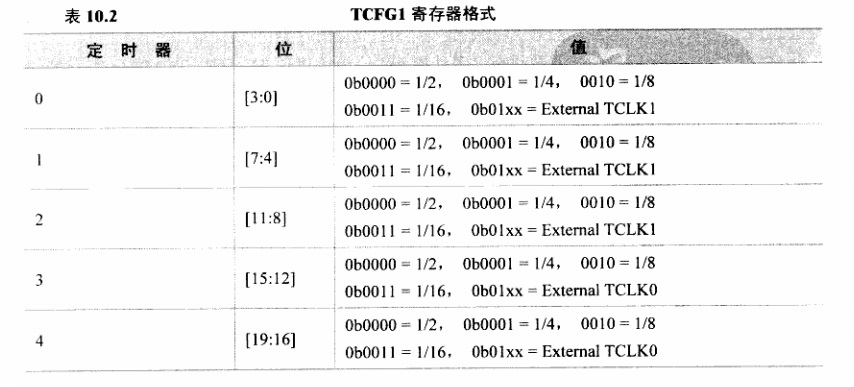 表 10.2 TCFG1 寄存器格式
定 时 器 位 值
0 [3:0] 0b0000 = 1/2， 0b0001 = 1/4， 0010 = 1/8
0b0011 = 1/16， 0b01xx = External TCLK1
1 [7:4] 0b0000 = 1/2， 0b0001 = 1/4， 0010 = 1/8
0b0011 = 1/16， 0b01xx = External TCLK1
2 [11:8] 0b0000 = 1/2， 0b0001 = 1/4， 0010 = 1/8
0b0011 = 1/16， 0b01xx = External TCLK1
3 [15:12] 0b0000 = 1/2， 0b0001 = 1/4， 0010 = 1/8
0b0011 = 1/16， 0b01xx = External TCLK0
4 [19:16] 0b0000 = 1/2， 0b0001 = 1/4， 0010 = 1/8
0b0011 = 1/16， 0b01xx = External TCLK0